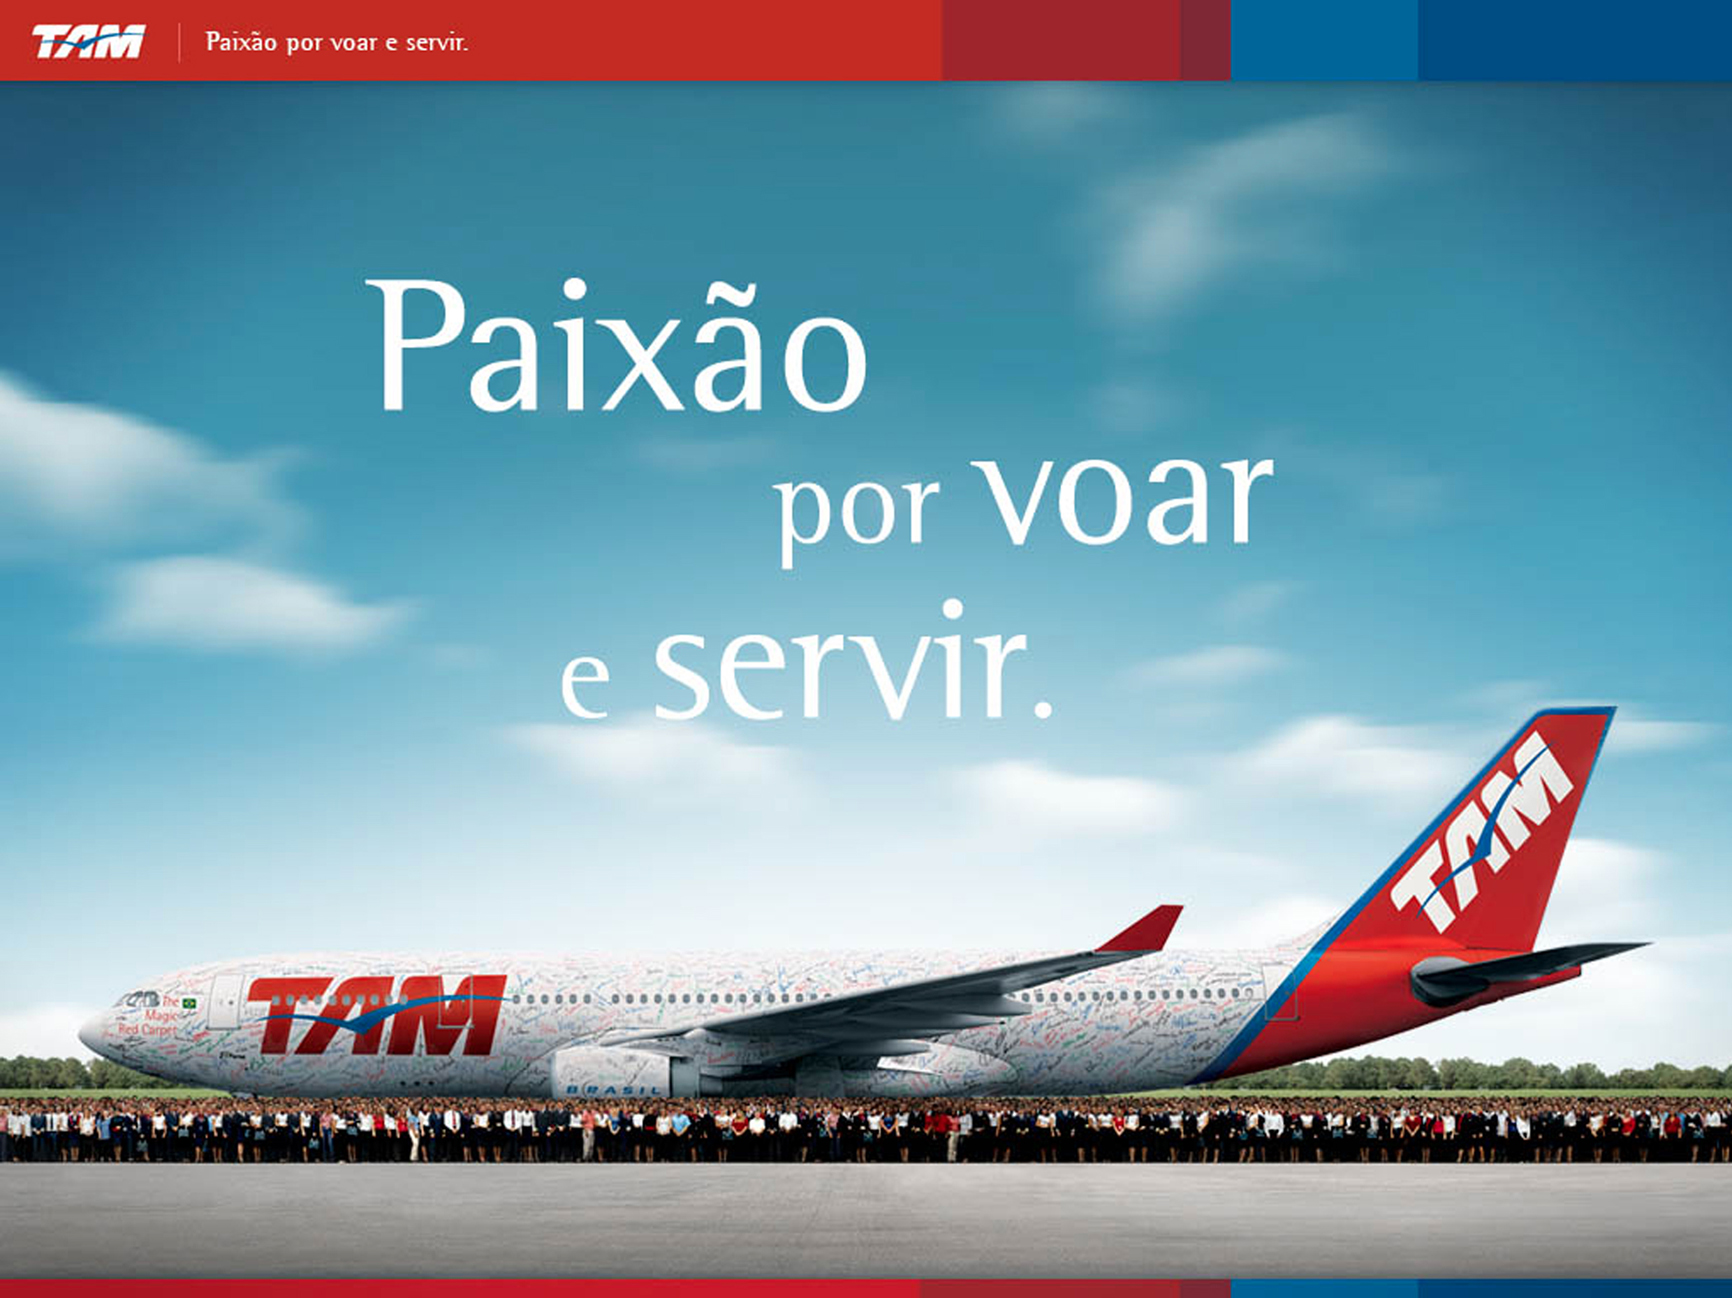 TAM
Paixão por voar e servir.
Paixão
por voar
e servir.
TAM
The
Magic
Red Carpet
TAM
BRASIL